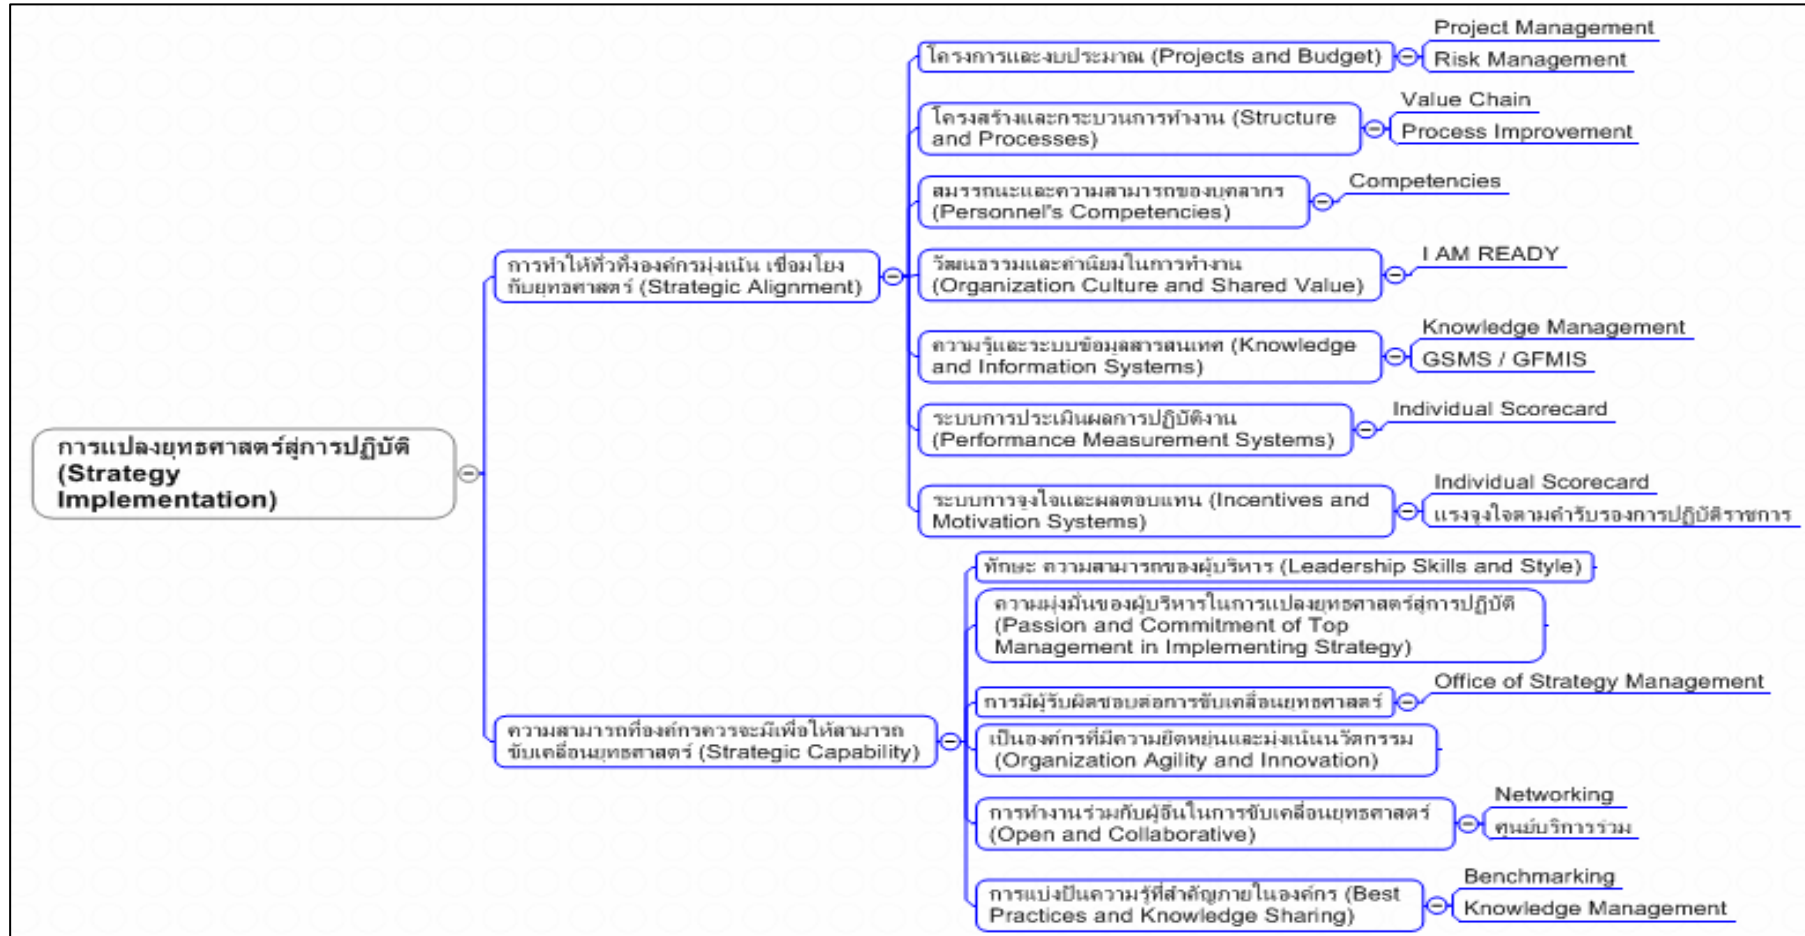 การแปลงยุทธศาสตร์สู่การปฏิบัติ
(Strategy
Implementation)
การทำให้ทั่วทั้งองค์กรมุ่งเน้น เชื่อมโยง
กับยุทธศาสตร์ (Strategic Alignment)
โครงการและงบประมาณ (Projects and Budget)
Project Management
Risk Management
โครงสร้างและกระบวนการทำงาน (Structure
and Processes)
Value Chain
Process Improvement
สมรรถนะและความสามารถของบุคลากร
(Personnel's Competencies)
Competencies
วัฒนธรรมและค่านิยมในการทำงาน
(Organization Culture and Shared Value)
I AM READY
ความรู้และระบบข้อมูลสารสนเทศ (Knowledge
and Information Systems)
Knowledge Management
GSMS / GFMIS
ระบบการประเมินผลการปฏิบัติงาน
(Performance Measurement Systems)
Individual Scorecard
ระบบการจูงใจและผลตอบแทน (Incentives and
Motivation Systems)
Individual Scorecard
แรงจูงใจตามคำรับรองการปฏิบัติราชการ
ความสามารถที่องค์กรควรจะมีเพื่อให้สามารถ
ขับเคลื่อนยุทธศาสตร์ (Strategic Capability)
ทักษะ ความสามารถของผู้บริหาร (Leadership Skills and Style)
ความมุ่งมั่นของผู้บริหารในการแปลงยุทธศาสตร์สู่การปฏิบัติ
(Passion and Commitment of Top
Management in Implementing Strategy)
การมีผู้รับผิดชอบต่อการขับเคลื่อนยุทธศาสตร์
Office of Strategy Management
เป็นองค์กรที่มีความยืดหยุ่นและมุ่งเน้นนวัตกรรม
(Organization Agility and Innovation)
การทำงานร่วมกับผู้อื่นในการขับเคลื่อนยุทธศาสตร์
(Open and Collaborative)
Networking
ศูนย์บริการร่วม
การแบ่งปันความรู้ที่สำคัญภายในองค์กร (Best
Practices and Knowledge Sharing)
Benchmarking
Knowledge Management